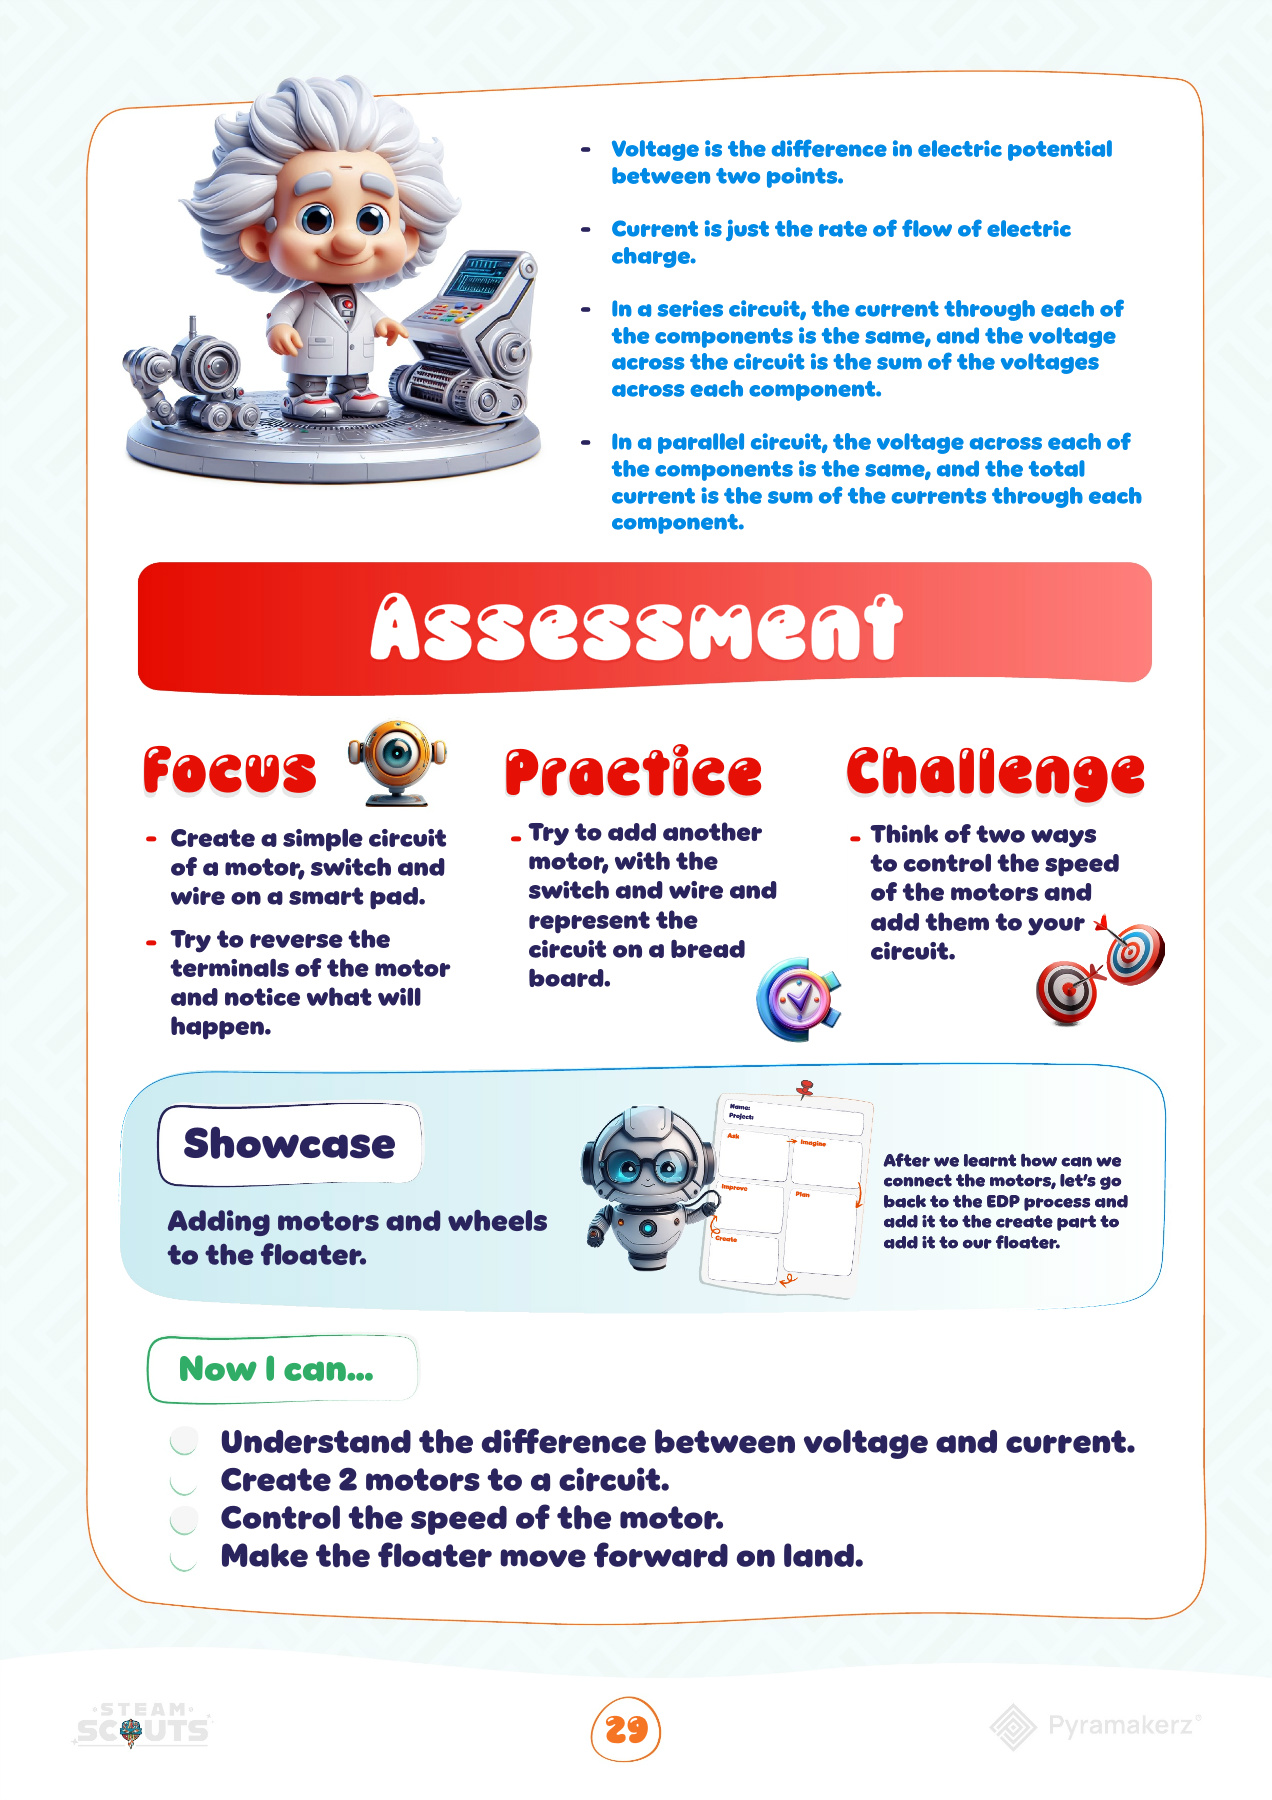 - Voltage is the difference in electric potential
between two points.
- Current is just the rate of flow of electric
charge.
- In a series circuit, the current through each of
the components is the same, and the voltage
across the circuit is the sum of the voltages
across each component.
- In a parallel circuit, the voltage across each of
the components is the same, and the total
current is the sum of the currents through each
component.
Assessment
Focus
- Create a simple circuit
of a motor, switch and
wire on a smart pad.
- Try to reverse the
terminals of the motor
and notice what will
happen.
Practice
- Try to add another
motor, with the
switch and wire and
represent the
circuit on a bread
board.
Challenge
- Think of two ways
to control the speed
of the motors and
add them to your
circuit.
Showcase
Adding motors and wheels
to the floater.
Name:
Project:
Ask
Imagine
Improve
Plan
Create
After we learnt how can we
connect the motors, let's go
back to the EDP process and
add it to the create part to
add it to our floater.
Now I can...
Understand the difference between voltage and current.
Create 2 motors to a circuit.
Control the speed of the motor.
Make the floater move forward on land.
STEAM
SCOUTS
29
Pyramakerz